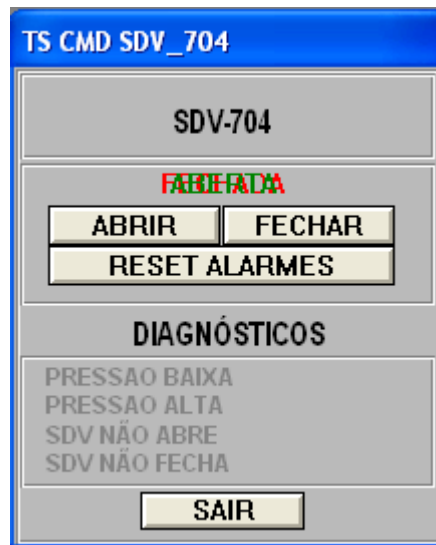 TS CMD SDV_704
SDV-704
ABRIR FECHAR
RESET ALARMES
DIAGNÓSTICOS
PRESSAO BAIXA
PRESSAO ALTA
SDV NÃO ABRE
SDV NÃO FECHA
SAIR